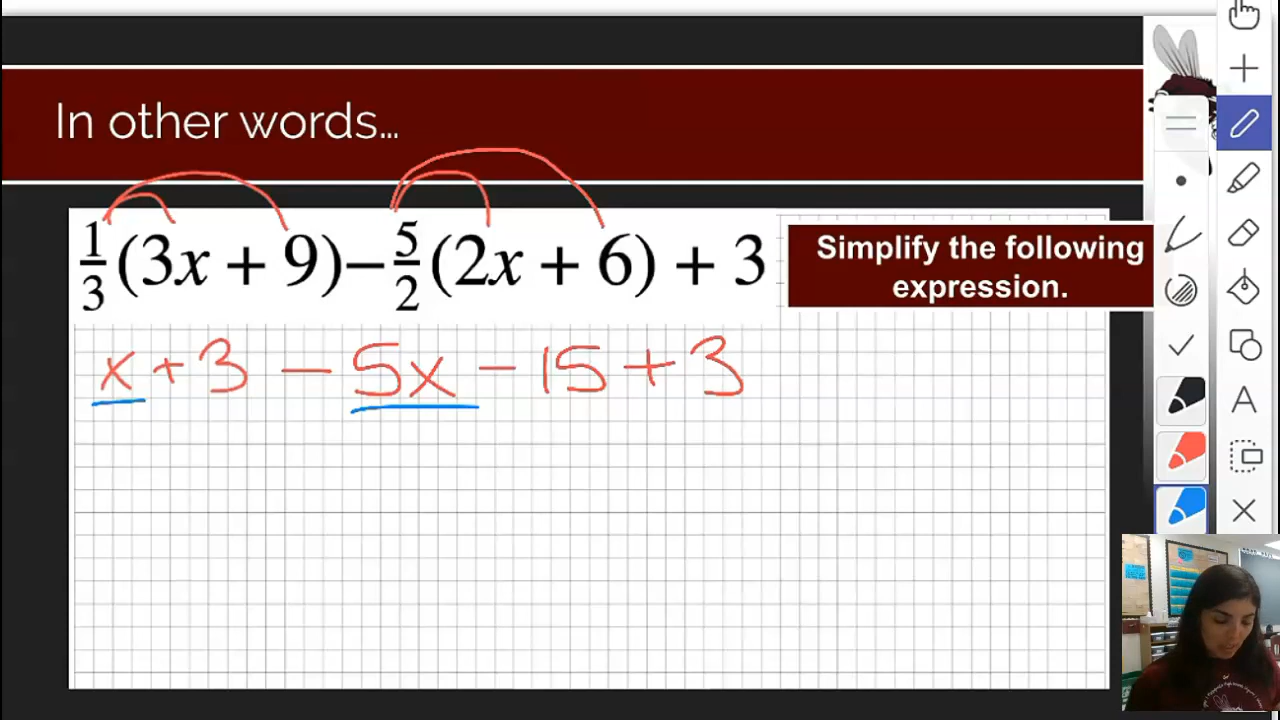 In other words...
1/3(3x + 9)–5/2(2x + 6) + 3
Simplify the following
expression.
x + 3 – 5x – 15 + 3
A